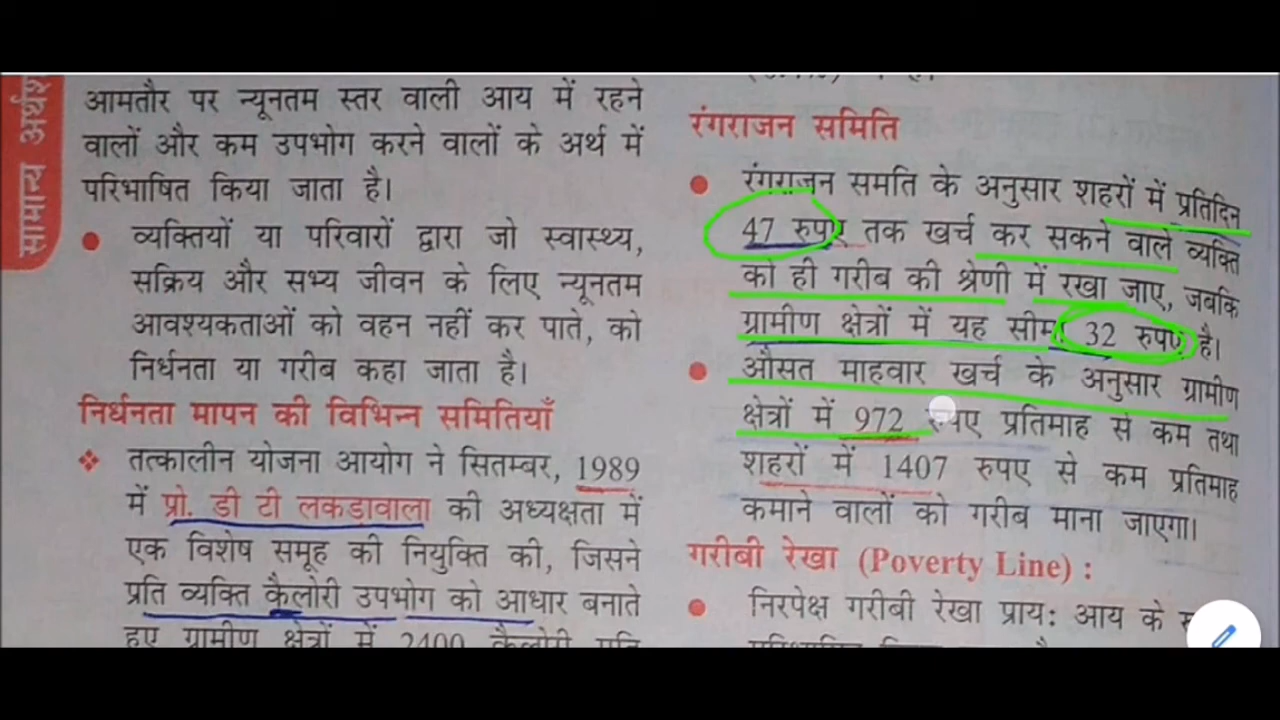 सामान्य
आमतौर पर न्यूनतम स्तर वाली आय में रहने
वालों और कम उपभोग करने वालों के अर्थ में
परिभाषित किया जाता है।
व्यक्तियों या परिवारों द्वारा जो स्वास्थ्य,
सक्रिय और सभ्य जीवन के लिए न्यूनतम
आवश्यकताओं को वहन नहीं कर पाते, को
निर्धनता या गरीब कहा जाता है।
निर्धनता मापन की विभिन्न समितियाँ
❖ तत्कालीन योजना आयोग ने सितम्बर, 1989
में प्रो. डी टी लकड़ावाला की अध्यक्षता में
एक विशेष समूह की नियुक्ति की, जिसने
प्रति व्यक्ति कैलोरी उपभोग को आधार बनाते
हुए ग्रामीण क्षेत्रों में 2400 कैलोरी प्रति
रंगराजन समिति
रंगराजन समति के अनुसार शहरों में प्रतिदिन
47 रुपए तक खर्च कर सकने वाले व्यक्ति
को ही गरीब की श्रेणी में रखा जाए, जबकि
ग्रामीण क्षेत्रों में यह सीमा 32 रुपए है।
औसत माहवार खर्च के अनुसार ग्रामीण
क्षेत्रों में 972 रुपए प्रतिमाह से कम तथा
शहरों में 1407 रुपए से कम प्रतिमाह
कमाने वालों को गरीब माना जाएगा।
गरीबी रेखा (Poverty Line) :
निरपेक्ष गरीबी रेखा प्राय: आय के